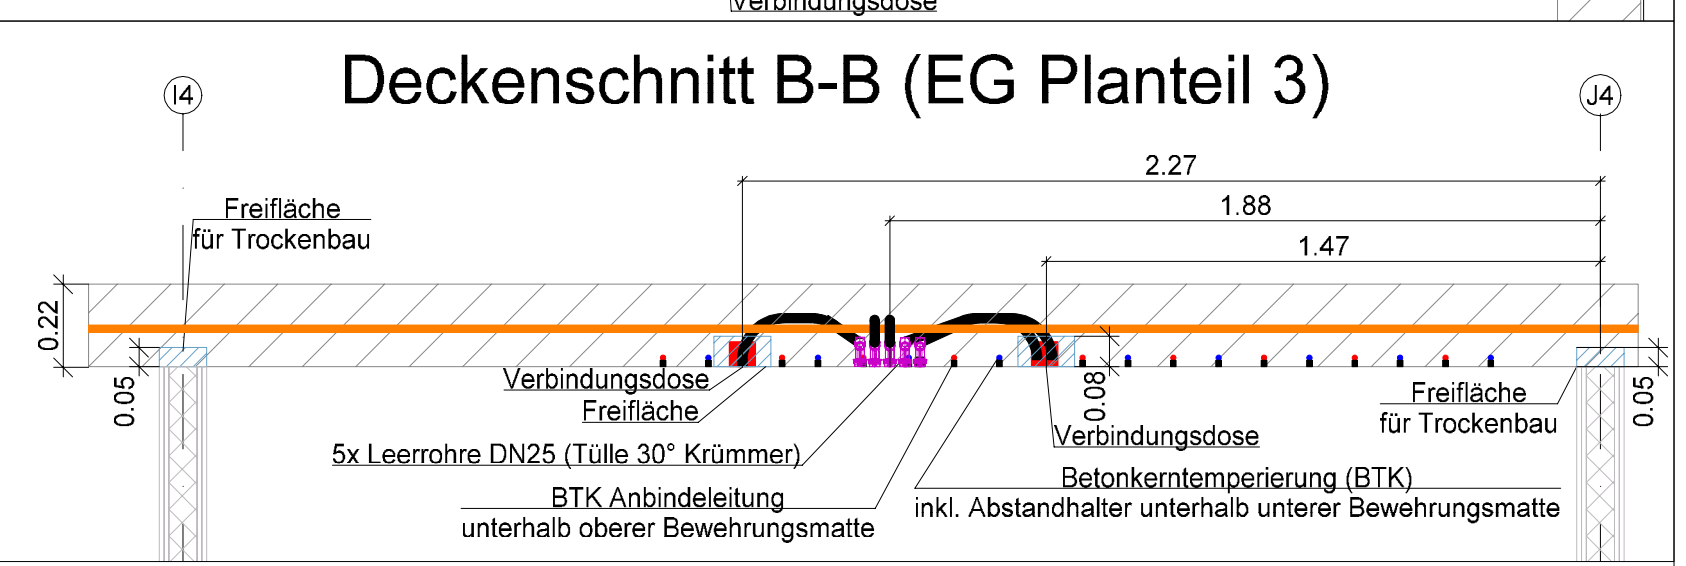 Verbindungsdose
Deckenschnitt B-B (EG Planteil 3)
I4
J4
2.27
1.88
1.47
Freifläche
für Trockenbau
0.22
0.05
Verbindungsdose
Freifläche
5x Leerrohre DN25 (Tülle 30° Krümmer)
BTK Anbindeleitung
unterhalb oberer Bewehrungsmatte
0.08
Verbindungsdose
Betonkerntemperierung (BTK)
inkl. Abstandhalter unterhalb unterer Bewehrungsmatte
Freifläche
für Trockenbau
0.05